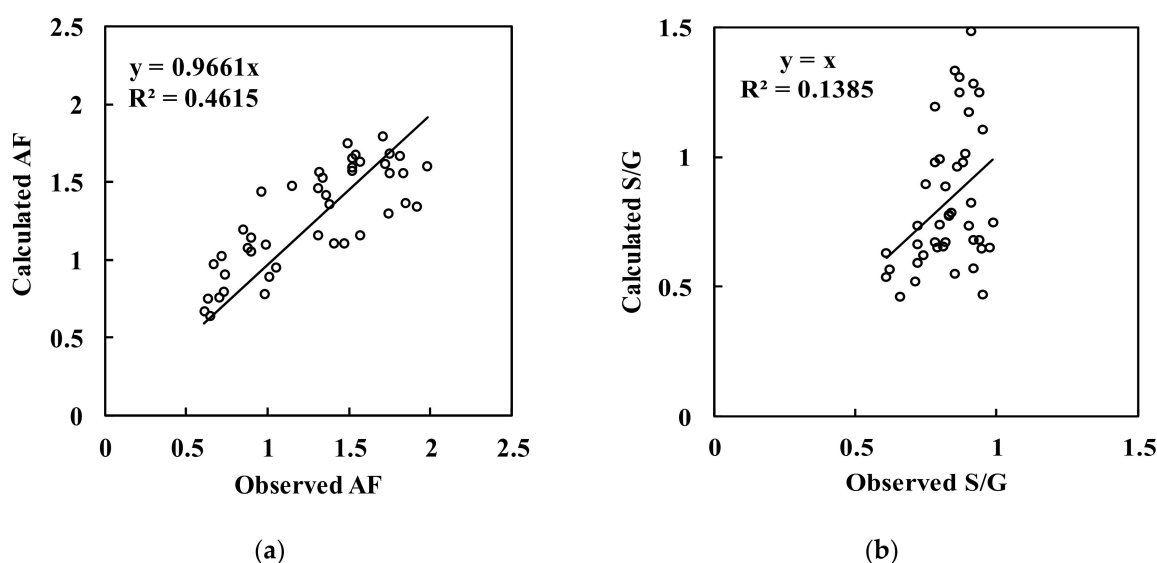 2.5
2
1.5
1
0.5
0
Calculated AF
y = 0.9661x
R² = 0.4615
0 0.5 1 1.5 2 2.5
Observed AF
(a)
1.5
1
0.5
0
Calculated S/G
y = x
R² = 0.1385
0 0.5 1 1.5
Observed S/G
(b)